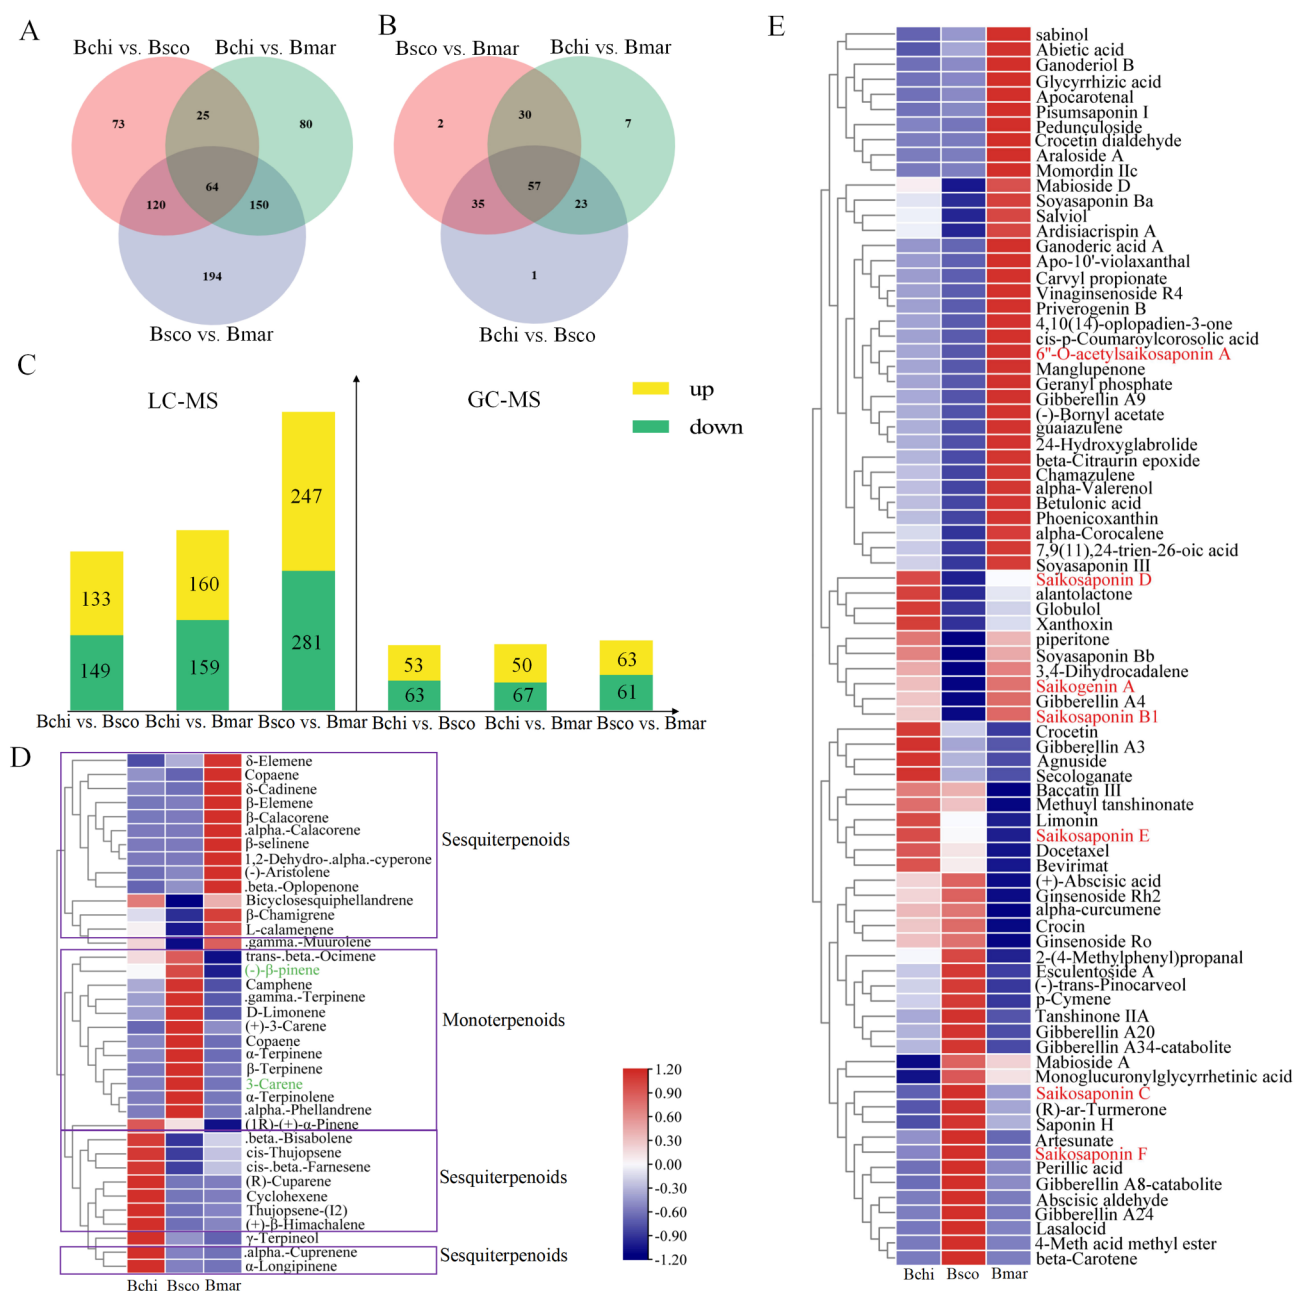 A
Bchi vs. Bsco
Bchi vs. Bmar
73
25
80
64
120
150
194
Bsco vs. Bmar
B
Bsco vs. Bmar
Bchi vs. Bmar
2
30
7
57
35
23
1
Bchi vs. Bsco
C
LC-MS
GC-MS
up
down
133
149
160
159
247
281
53
63
50
67
63
61
Bchi vs. Bsco
Bchi vs. Bmar
Bsco vs. Bmar
Bchi vs. Bsco
Bchi vs. Bmar
Bsco vs. Bmar
D
δ-Elemene
Copaene
δ-Cadinene
β-Elemene
β-Calacorene
.alpha.-Calacorene
β-selinene
1,2-Dehydro-.alpha.-cyperone
(-)-Aristolene
.beta.-Oplopenone
Bicyclosesquiphellandrene
β-Chamigrene
L-calamenene
.gamma.-Muurolene
trans-.beta.-Ocimene
(-)-β-pinene
Camphene
.gamma.-Terpinene
D-Limonene
(+)-3-Carene
Copaene
α-Terpinene
β-Terpinene
3-Carene
α-Terpinolene
.alpha.-Phellandrene
(1R)-(+)-α-Pinene
.beta.-Bisabolene
cis-Thujopsene
cis-.beta.-Farnesene
(R)-Cuparene
Cyclohexene
Thujopsene-(I2)
(+)-β-Himachalene
γ-Terpineol
.alpha.-Cuprenene
α-Longipinene
Sesquiterpenoids
Monoterpenoids
Sesquiterpenoids
Sesquiterpenoids
Bchi
Bsco
Bmar
1.20
0.90
0.60
0.30
0.00
-0.30
-0.60
-0.90
-1.20
E
sabinol
Abietic acid
Ganoderiol B
Glycyrrhizic acid
Apocarotenal
Pisumsaponin I
Pedunculoside
Crocetin dialdehyde
Araloside A
Momordin IIc
Mabioside D
Soyasaponin Ba
Salviol
Ardisiacrispin A
Ganoderic acid A
Apo-10'-violaxanthal
Carvyl propionate
Vinaginsenoside R4
Priverogenin B
4,10(14)-oplopadien-3-one
cis-p-Coumaroylcorosolic acid
6"-O-acetylsaikosaponin A
Manglupenone
Geranyl phosphate
Gibberellin A9
(-)-Bornyl acetate
guaiazulene
24-Hydroxyglabrolide
beta-Citraurin epoxide
Chamazulene
alpha-Valerenol
Betulonic acid
Phoenicoxanthin
alpha-Corocalene
7,9(11),24-trien-26-oic acid
Soyasaponin III
Saikosaponin D
alantolactone
Globulol
Xanthoxin
piperitone
Soyasaponin Bb
3,4-Dihydrocadalene
Saikogenin A
Gibberellin A4
Saikosaponin B1
Crocetin
Gibberellin A3
Agnuside
Secologanate
Baccatin III
Methuyl tanshinonate
Limonin
Saikosaponin E
Docetaxel
Bevirimat
(+)-Abscisic acid
Ginsenoside Rh2
alpha-curcumene
Crocin
Ginsenoside Ro
2-(4-Methylphenyl)propanal
Esculentoside A
(-)-trans-Pinocarveol
p-Cymene
Tanshinone IIA
Gibberellin A20
Gibberellin A34-catabolite
Mabioside A
Monoglucuronylglycyrrhetinic acid
Saikosaponin C
(R)-ar-Turmerone
Saponin H
Artesunate
Saikosaponin F
Perillic acid
Gibberellin A8-catabolite
Abscisic aldehyde
Gibberellin A24
Lasalocid
4-Meth acid methyl ester
beta-Carotene
Bchi
Bsco
Bmar